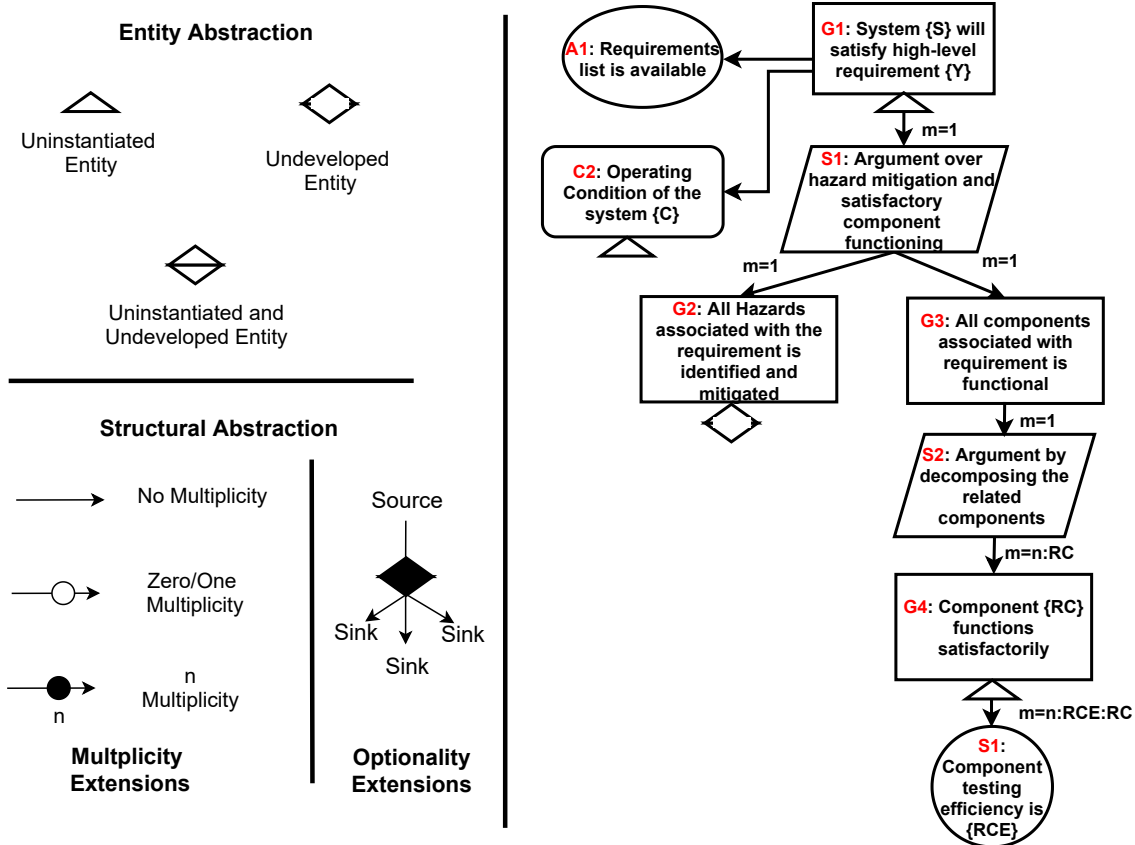 Entity Abstraction
Uninstantiated
Entity
Undeveloped
Entity
Uninstantiated and
Undeveloped Entity
Structural Abstraction
No Multiplicity
Zero/One
Multiplicity
n
Multiplicity
n
Multplicity
Extensions
Source
Sink
Sink
Sink
Optionality
Extensions
A1: Requirements
list is available
G1: System {S} will
satisfy high-level
requirement {Y}
m=1
C2: Operating
Condition of the
system {C}
S1: Argument over
hazard mitigation and
satisfactory
component
functioning
m=1
m=1
G2: All Hazards
associated with the
requirement is
identified and
mitigated
G3: All components
associated with
requirement is
functional
m=1
S2: Argument by
decomposing the
related
components
m=n:RC
G4: Component {RC}
functions
satisfactorily
m=n:RCE:RC
S1:
Component
testing
efficiency is
{RCE}